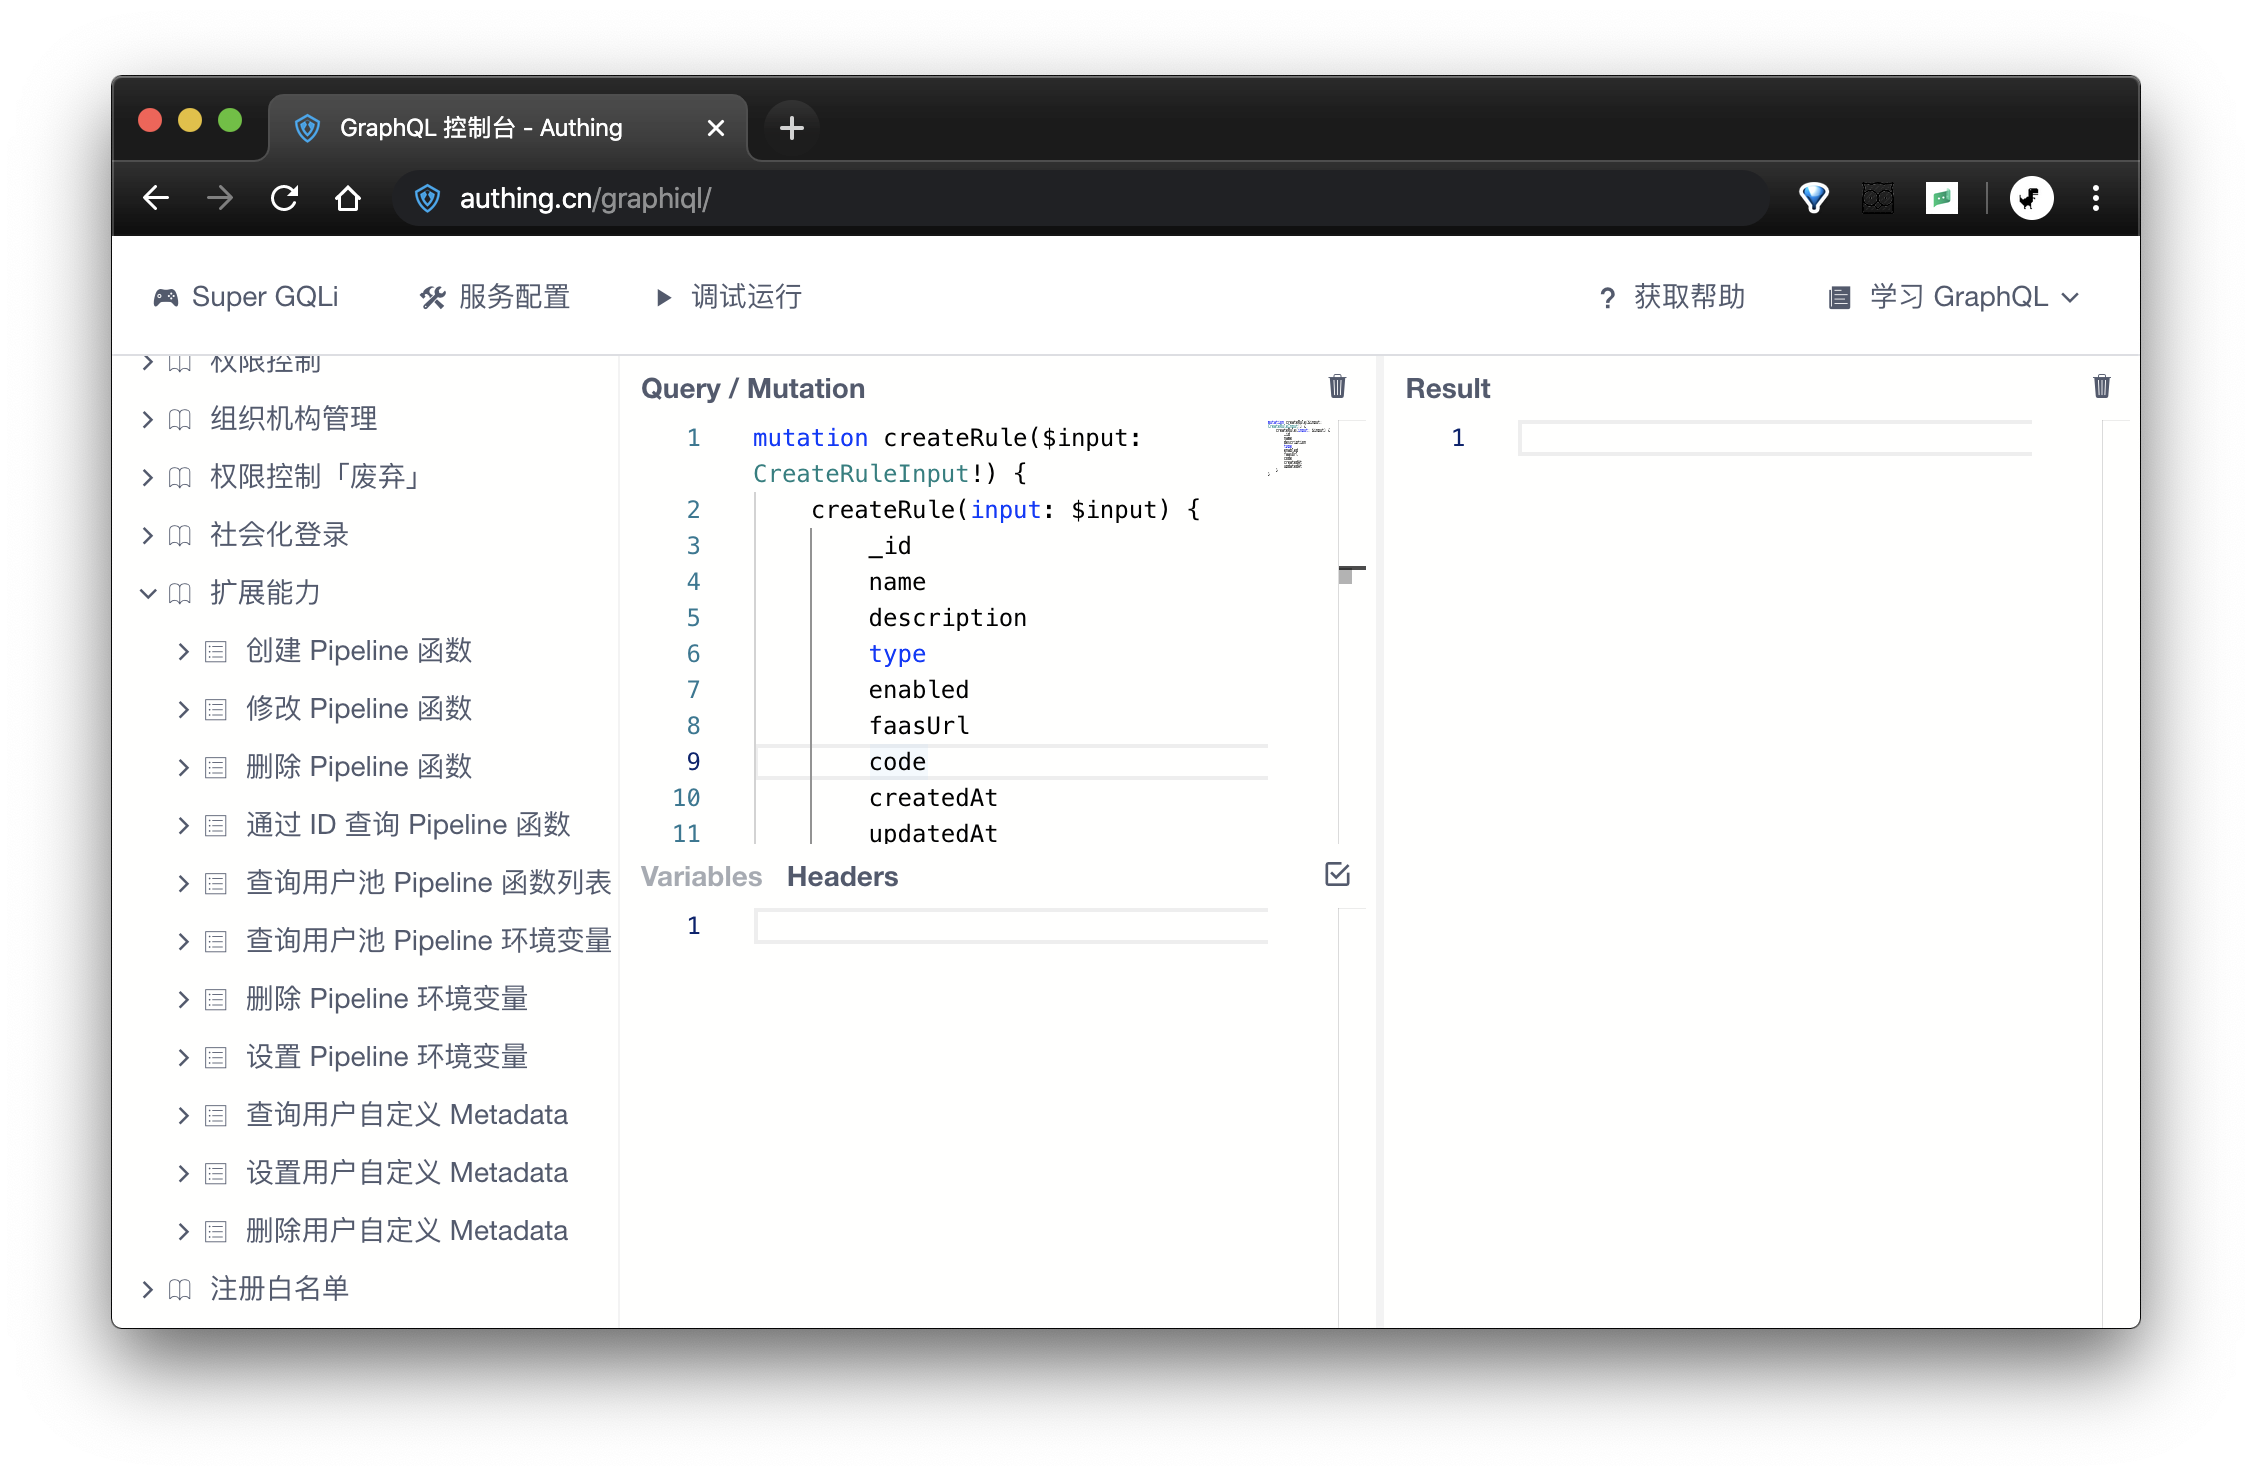 GraphQL 控制台 - Authing
authing.cn/graphiql/
Super GQLi
服务配置
调试运行
获取帮助
学习 GraphQL
权限控制
组织机构管理
权限控制「废弃」
社会化登录
扩展能力
创建 Pipeline 函数
修改 Pipeline 函数
删除 Pipeline 函数
通过 ID 查询 Pipeline 函数
查询用户池 Pipeline 函数列表
查询用户池 Pipeline 环境变量
删除 Pipeline 环境变量
设置 Pipeline 环境变量
查询用户自定义 Metadata
设置用户自定义 Metadata
删除用户自定义 Metadata
注册白名单
Query / Mutation
1 mutation createRule($input:
CreateRuleInput!) {
2 createRule(input: $input) {
3 _id
4 name
5 description
6 type
7 enabled
8 faasUrl
9 code
10 createdAt
11 updatedAt
Variables Headers
1
Result
1